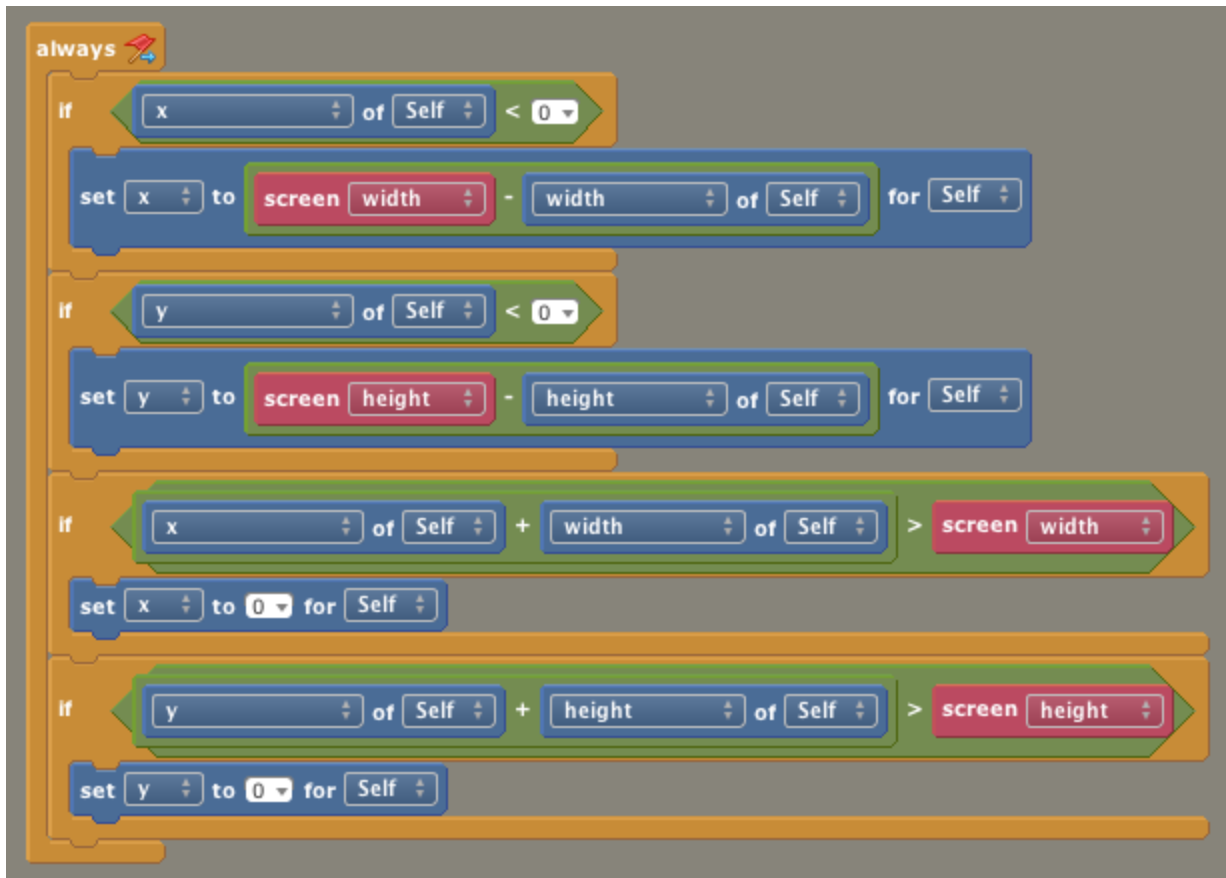 always
if x of Self < 0
set x to screen width - width of Self for Self
if y of Self < 0
set y to screen height - height of Self for Self
if x of Self + width of Self > screen width
set x to 0 for Self
if y of Self + height of Self > screen height
set y to 0 for Self